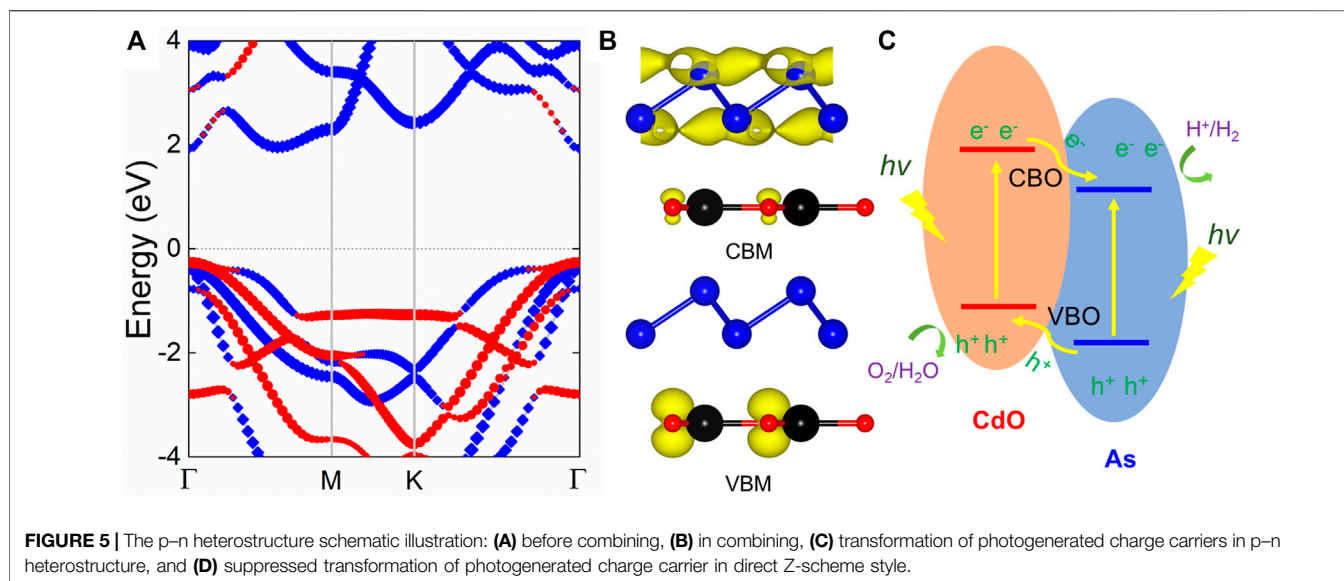 A
B
C
4
2
0
-2
-4
Energy (eV)
Γ
M
K
Γ
CBM
VBM
hv
e⁻ e⁻
e⁻
e⁻ e⁻
H⁺/H₂
CBO
hv
VBO
h⁺ h⁺
h⁺
h⁺ h⁺
O₂/H₂O
CdO
As
FIGURE 5 | The p–n heterostructure schematic illustration: (A) before combining, (B) in combining, (C) transformation of photogenerated charge carriers in p–n
heterostructure, and (D) suppressed transformation of photogenerated charge carrier in direct Z-scheme style.